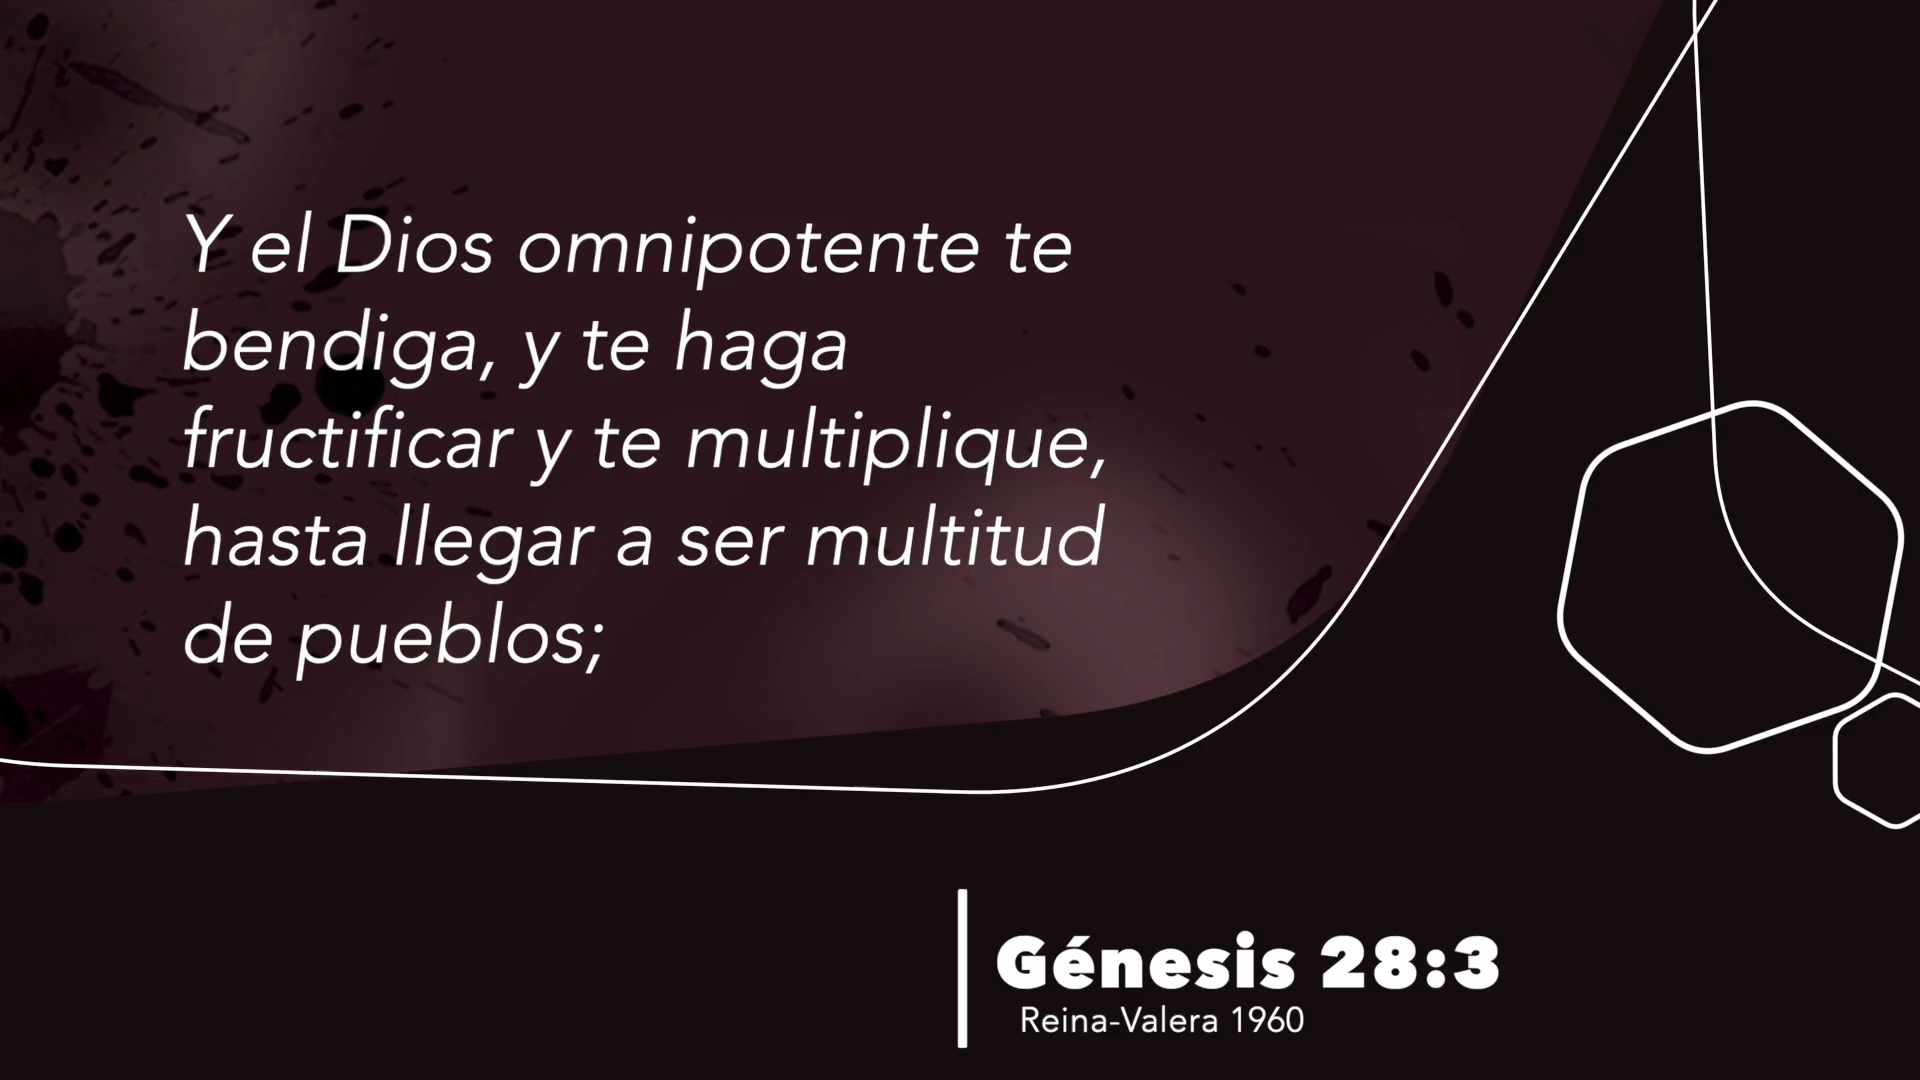 Y el Dios omnipotente te
bendiga, y te haga
fructificar y te multiplique,
hasta llegar a ser multitud
de pueblos;
Génesis 28:3
Reina-Valera 1960